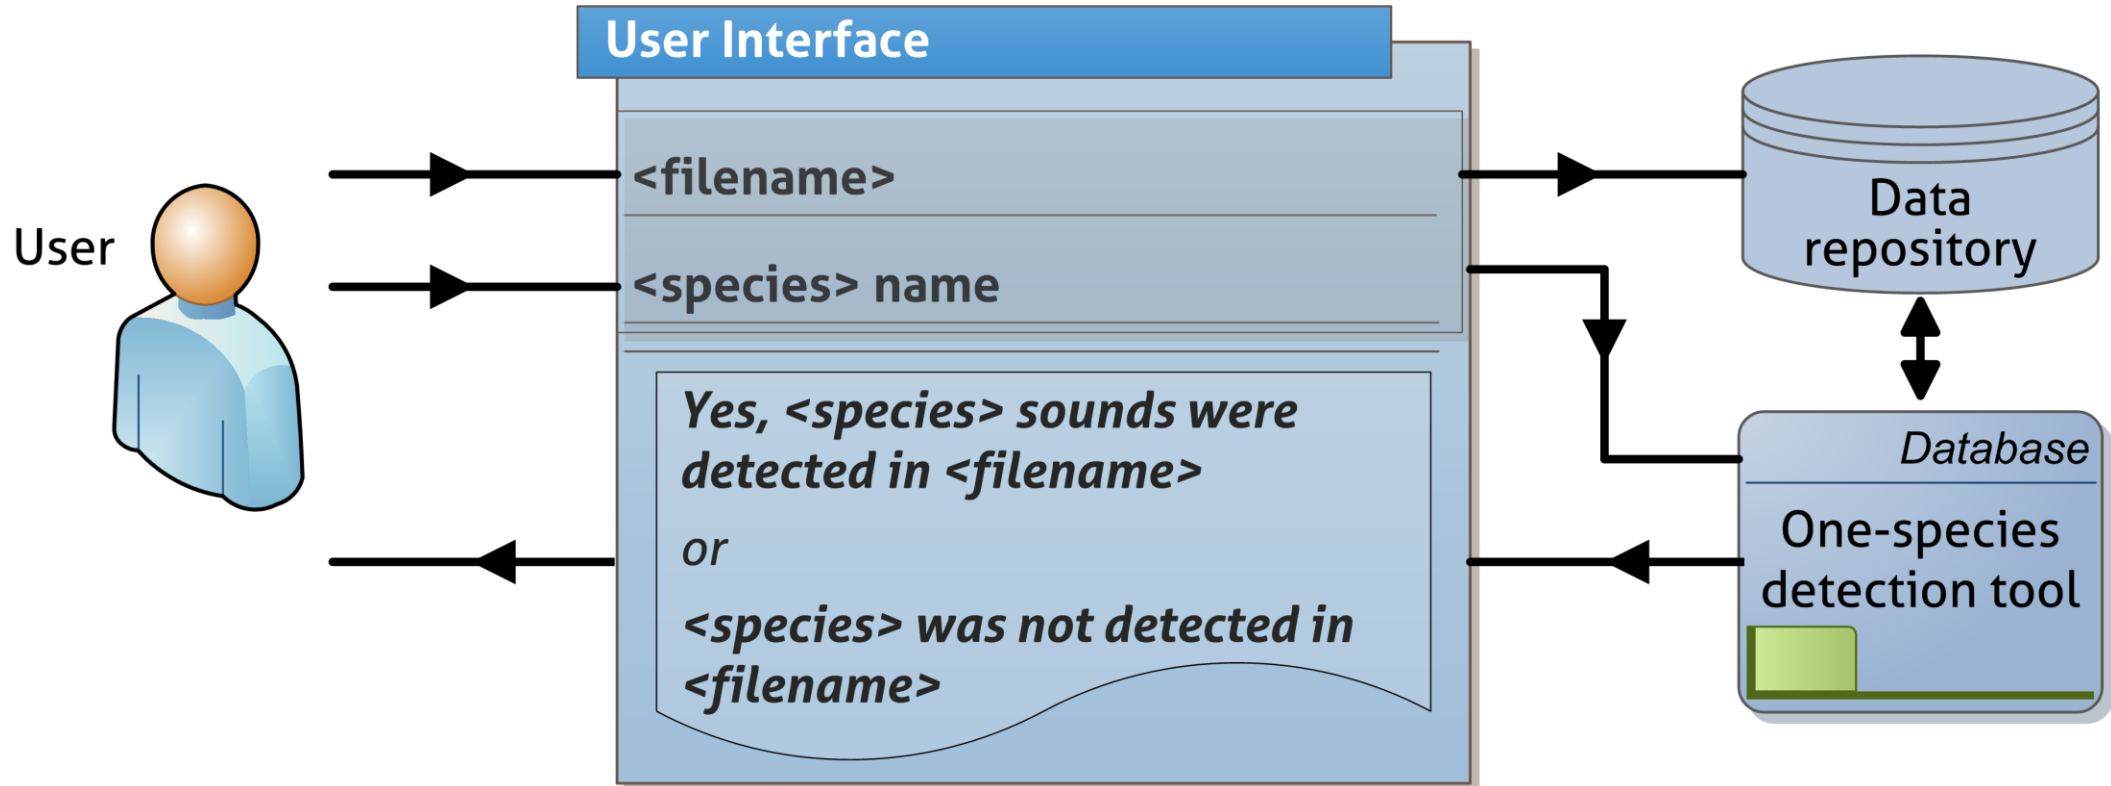 User Interface
User
<filename>
<species> name
Yes, <species> sounds were
detected in <filename>
or
<species> was not detected in
<filename>
Data
repository
Database
One-species
detection tool